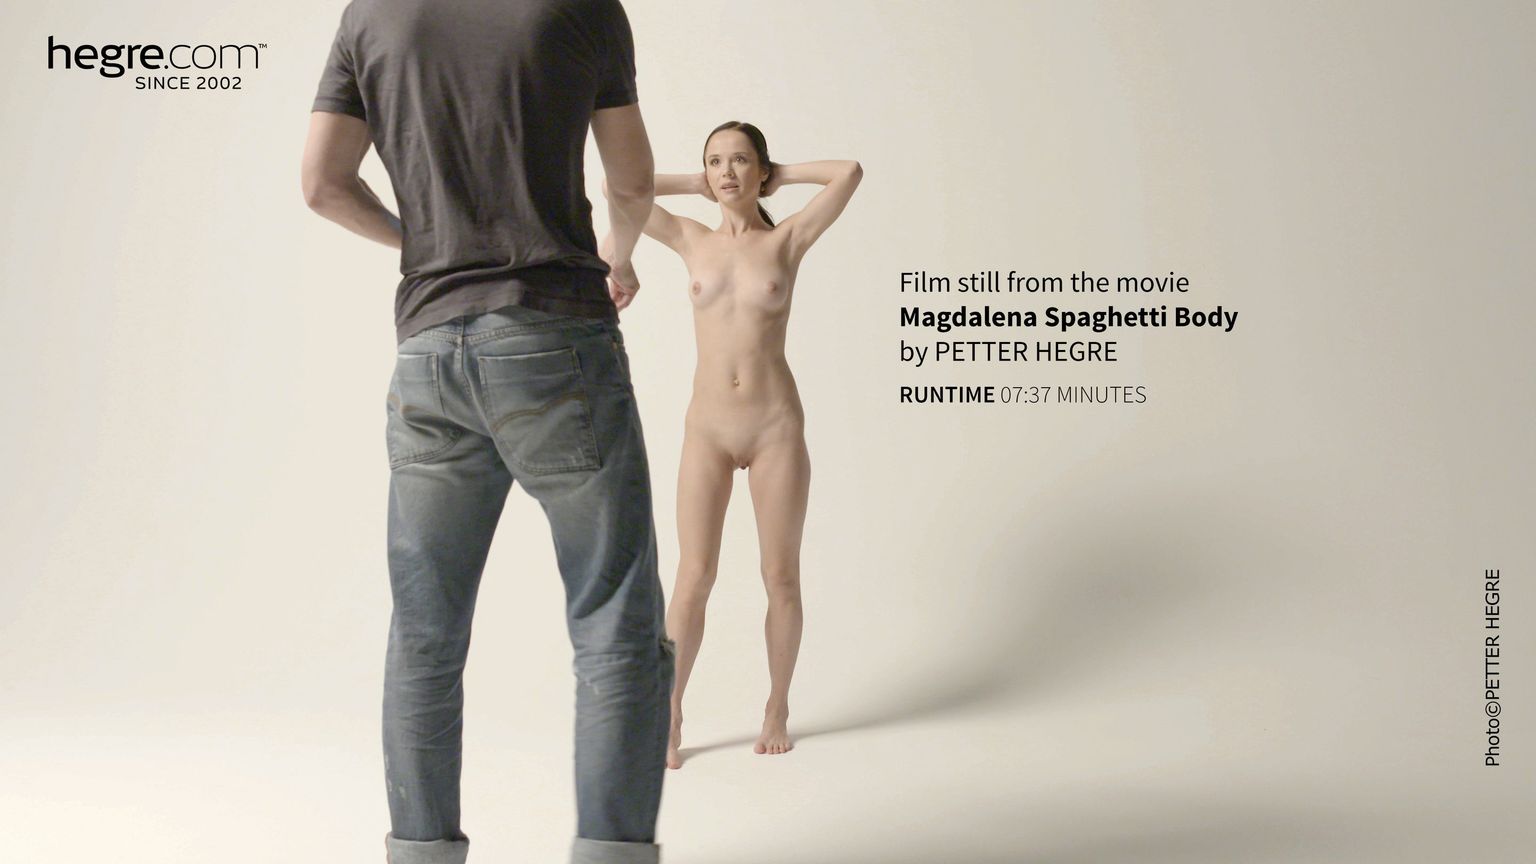 hegre.com™
SINCE 2002
Film still from the movie
Magdalena Spaghetti Body
by PETTER HEGRE
RUNTIME 07:37 MINUTES
Photo©PETTER HEGRE